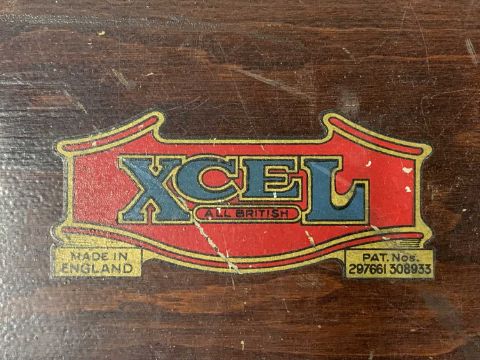 XCEL
ALL BRITISH
MADE IN
ENGLAND
PAT. Nos.
297661 308933